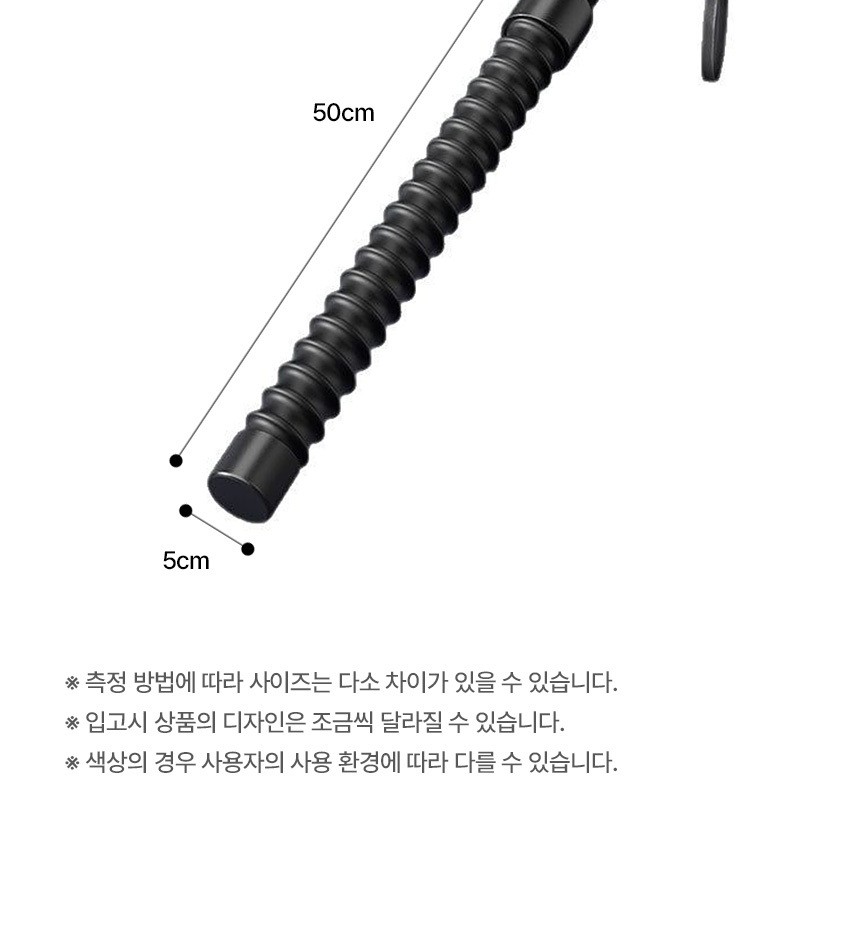 50cm
5cm
※ 측정 방법에 따라 사이즈는 다소 차이가 있을 수 있습니다.
※ 입고시 상품의 디자인은 조금씩 달라질 수 있습니다.
※ 색상의 경우 사용자의 사용 환경에 따라 다를 수 있습니다.